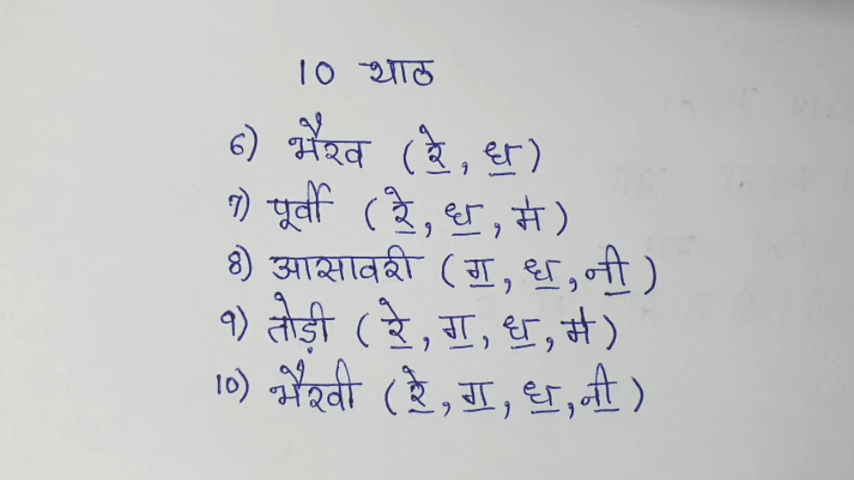 10 थाठ
6) भैरव (रे॒, ध॒)
7) पूर्वी (रे॒, ध॒, म॑)
8) आसावरी (ग॒, ध॒, नी॒)
9) तोड़ी (रे॒, ग॒, ध॒, म॑)
10) भैरवी (रे॒, ग॒, ध॒, नी॒)